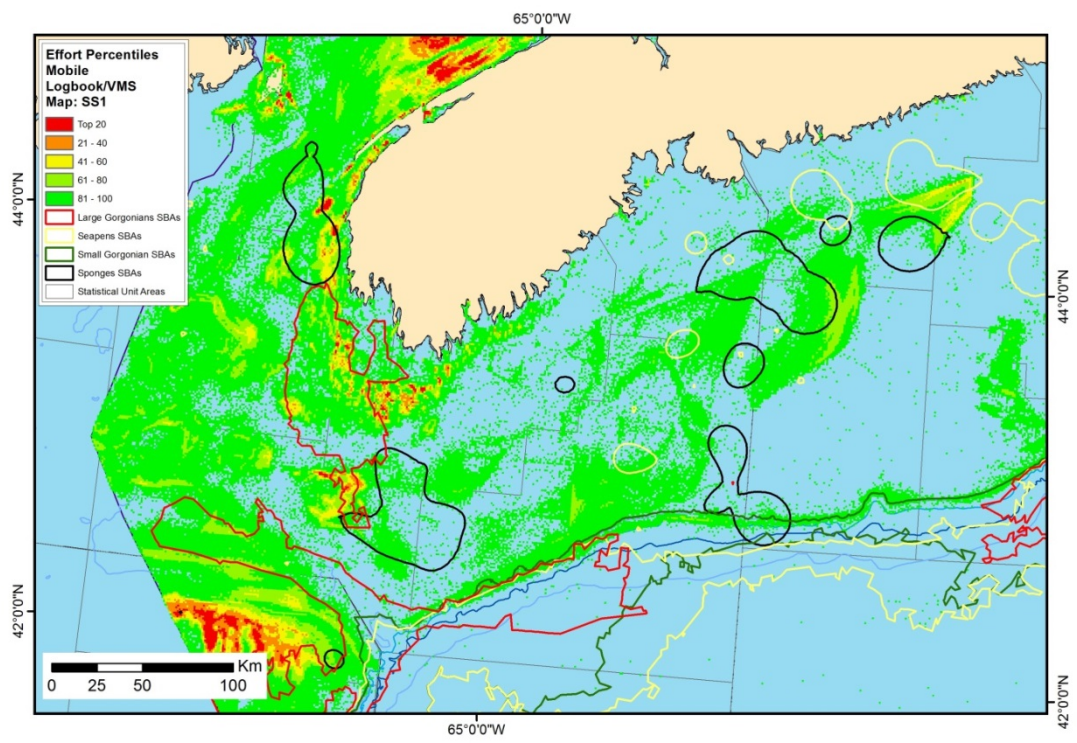 65°0'0"W
Effort Percentiles
Mobile
Logbook/VMS
Map: SS1
Top 20
21 - 40
41 - 60
61 - 80
81 - 100
Large Gorgonians SBAs
Seapens SBAs
Small Gorgonian SBAs
Sponges SBAs
Statistical Unit Areas
44°0'0"N
44°0'0"N
42°0'0"N
42°0'0"N
Km
0 25 50 100
65°0'0"W